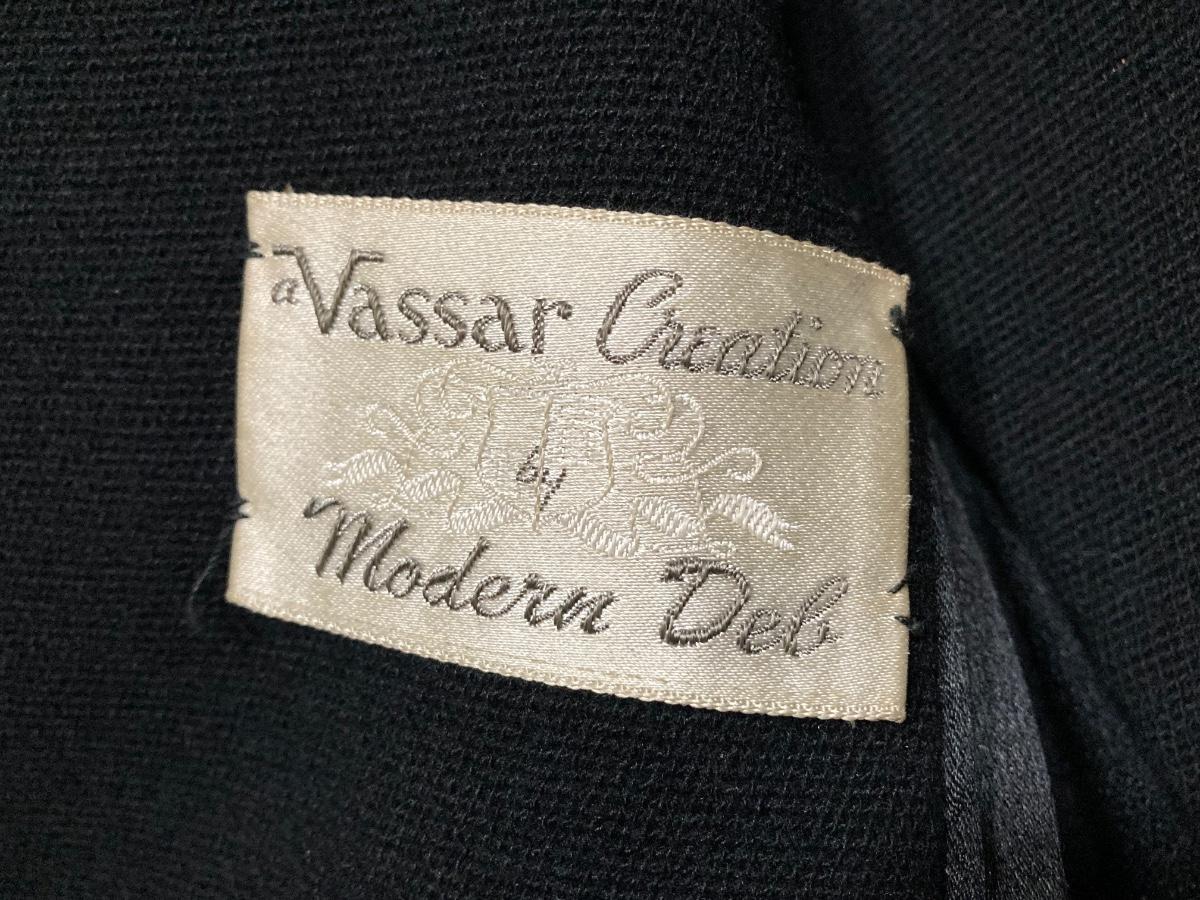 a Vassar Creation
by
Modern Deb